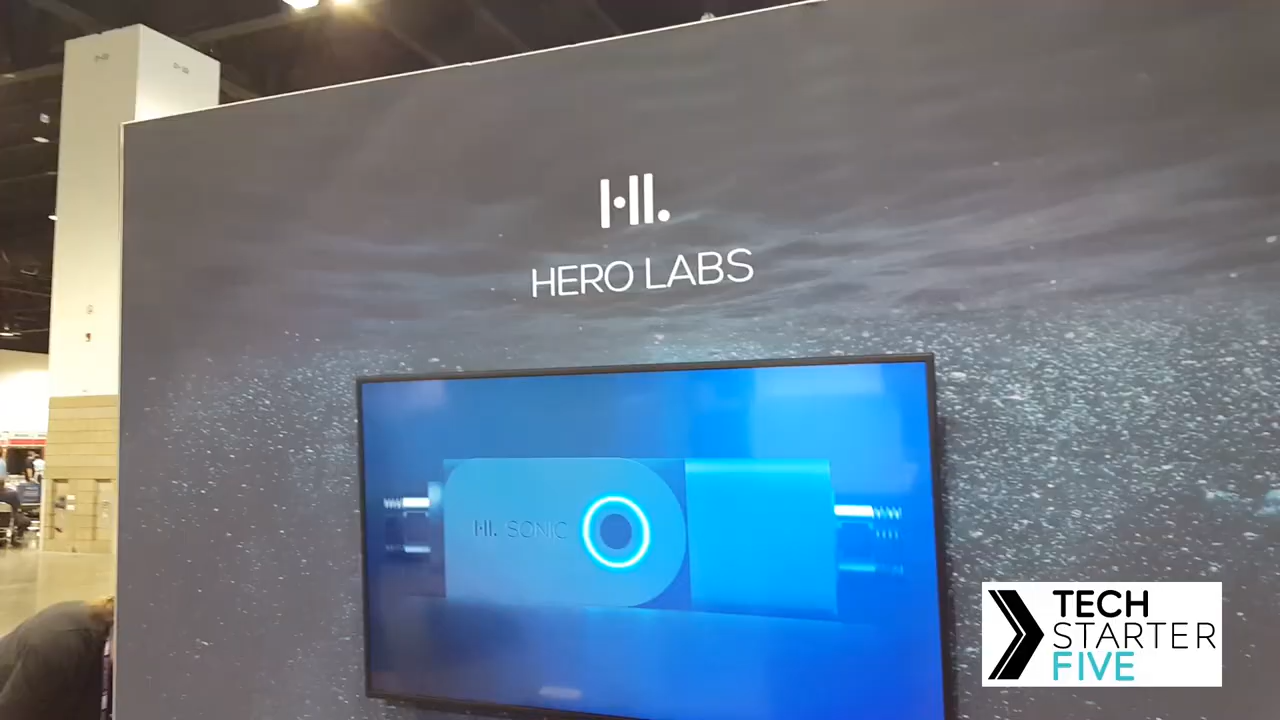 HL.
HERO LABS
HL. SONIC
TECH
STARTER
FIVE